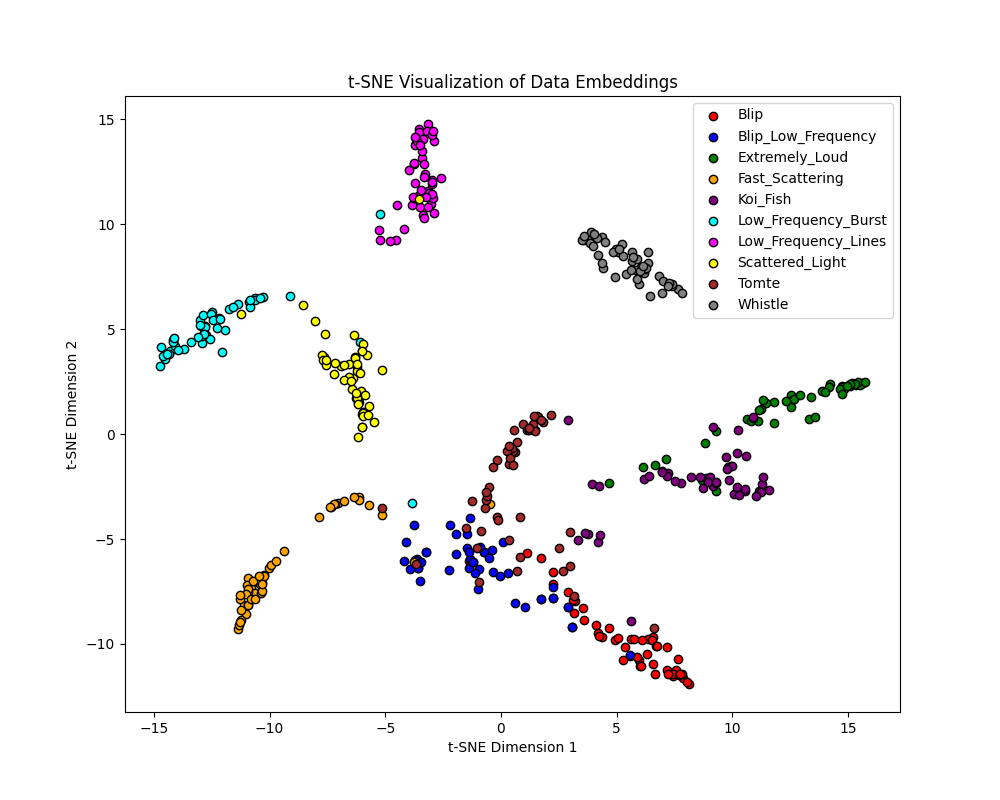 t-SNE Visualization of Data Embeddings
Blip
Blip_Low_Frequency
Extremely_Loud
Fast_Scattering
Koi_Fish
Low_Frequency_Burst
Low_Frequency_Lines
Scattered_Light
Tomte
Whistle
15
10
5
0
−5
−10
t-SNE Dimension 2
−15
−10
−5
0
5
10
15
t-SNE Dimension 1